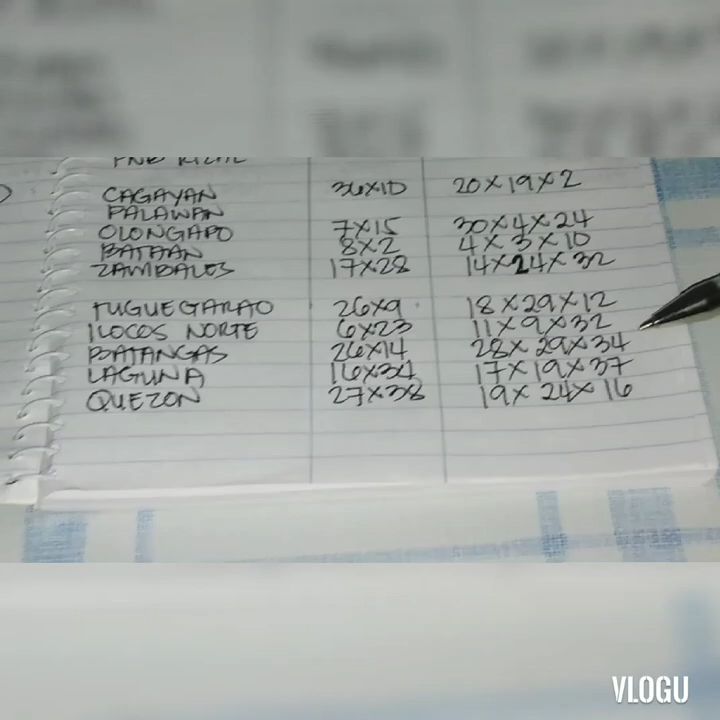 CAGAYAN 36x10 20x19x2
PALAWAN
OLONGAPO 7x15 30x4x24
BATAAN 8x2 4x3x10
ZAMBALES 17x28 14x24x32
TUGUEGARAO 26x9 18x29x12
ILOCOS NORTE 6x23 11x9x32
BATANGAS 26x14 28x29x34
LAGUNA 16x34 17x19x37
QUEZON 27x38 19x24x16
VLOGU